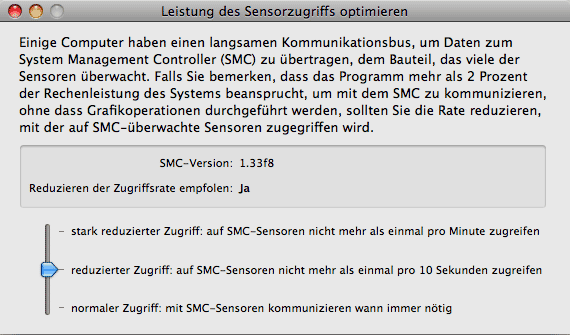 Leistung des Sensorzugriffs optimieren
Einige Computer haben einen langsamen Kommunikationsbus, um Daten zum
System Management Controller (SMC) zu übertragen, dem Bauteil, das viele der
Sensoren überwacht. Falls Sie bemerken, dass das Programm mehr als 2 Prozent
der Rechenleistung des Systems beansprucht, um mit dem SMC zu kommunizieren,
ohne dass Grafikoperationen durchgeführt werden, sollten Sie die Rate reduzieren,
mit der auf SMC-überwachte Sensoren zugegriffen wird.
SMC-Version: 1.33f8
Reduzieren der Zugriffsrate empfolen: Ja
stark reduzierter Zugriff: auf SMC-Sensoren nicht mehr als einmal pro Minute zugreifen
reduzierter Zugriff: auf SMC-Sensoren nicht mehr als einmal pro 10 Sekunden zugreifen
normaler Zugriff: mit SMC-Sensoren kommunizieren wann immer nötig